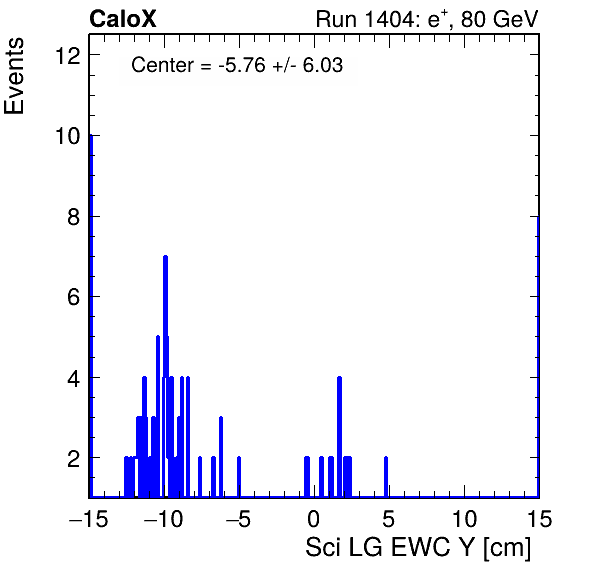 CaloX Run 1404: e⁺, 80 GeV
Center = -5.76 +/- 6.03
Events
12
10
8
6
4
2
−15 −10 −5 0 5 10 15
Sci LG EWC Y [cm]